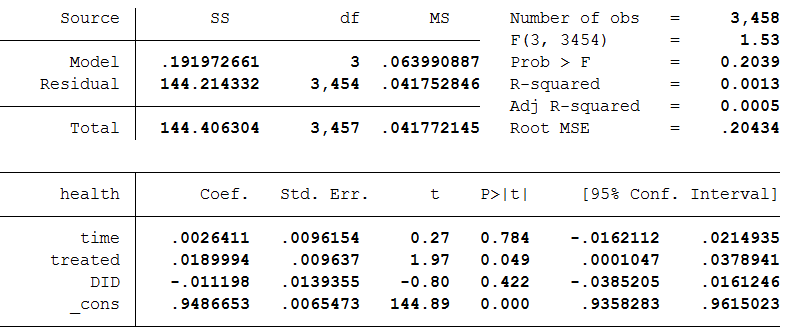 Source SS df MS Number of obs = 3,458
F(3, 3454) = 1.53
Model .191972661 3 .063990887 Prob > F = 0.2039
Residual 144.214332 3,454 .041752846 R-squared = 0.0013
Adj R-squared = 0.0005
Total 144.406304 3,457 .041772145 Root MSE = .20434
health Coef. Std. Err. t P>|t| [95% Conf. Interval]
time .0026411 .0096154 0.27 0.784 -.0162112 .0214935
treated .0189994 .009637 1.97 0.049 .0001047 .0378941
DID -.011198 .0139355 -0.80 0.422 -.0385205 .0161246
_cons .9486653 .0065473 144.89 0.000 .9358283 .9615023